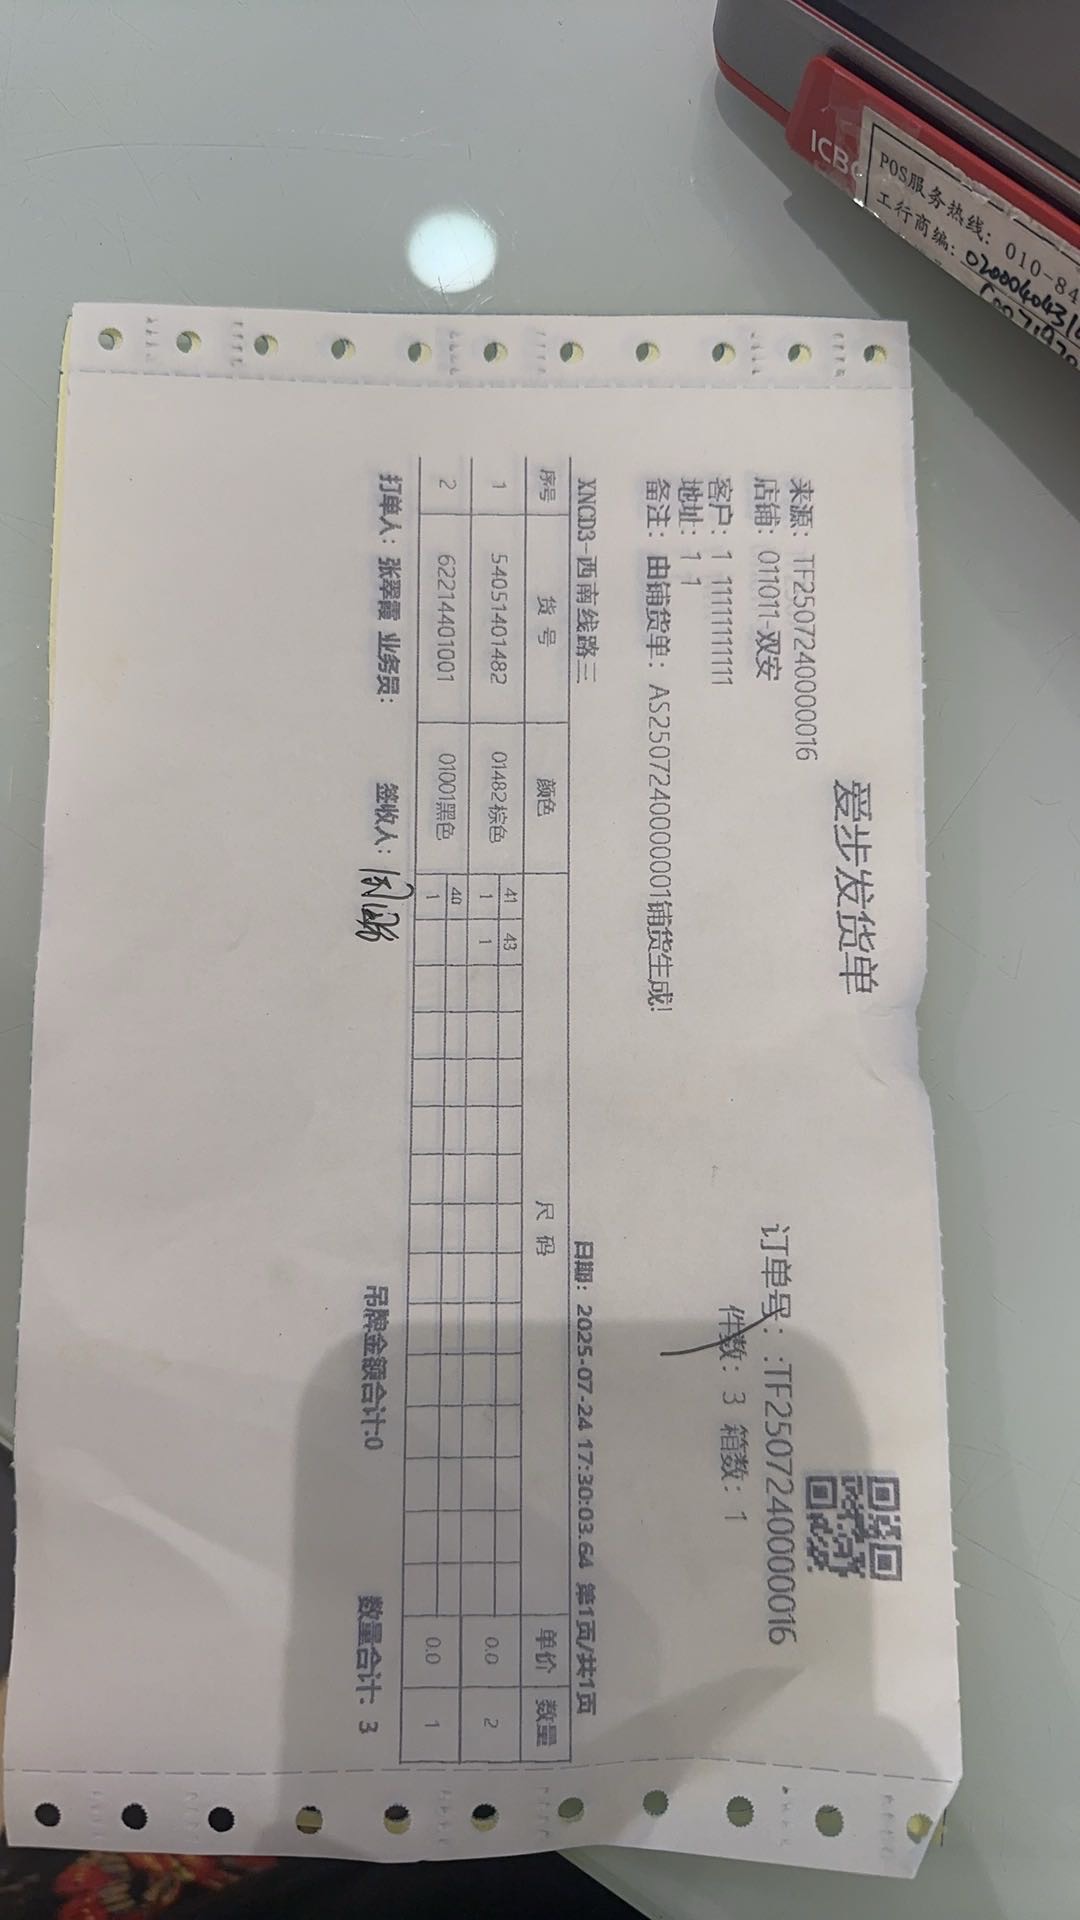 爱步发货单
来源：TF2507240000016
订单号：:TF2507240000016
店铺：011011-双安
件数：3 箱数：1
客户：1 11111111111
地址：1 1
备注：由铺货单：AS2507240000001铺货生成!
XNCD3-西南线路三 日期：2025-07-24 17:30:03.64 第1页/共1页
序号 货号 颜色 尺码 单价 数量
41 43
1 54051401482 01482棕色 1 1 0.0 2
40
2 62214401001 01001黑色 1 0.0 1
打单人：张翠霞 业务员： 签收人： 吊牌金额合计:0 数量合计：3
ICBC
POS服务热线：010-84
工行商编：